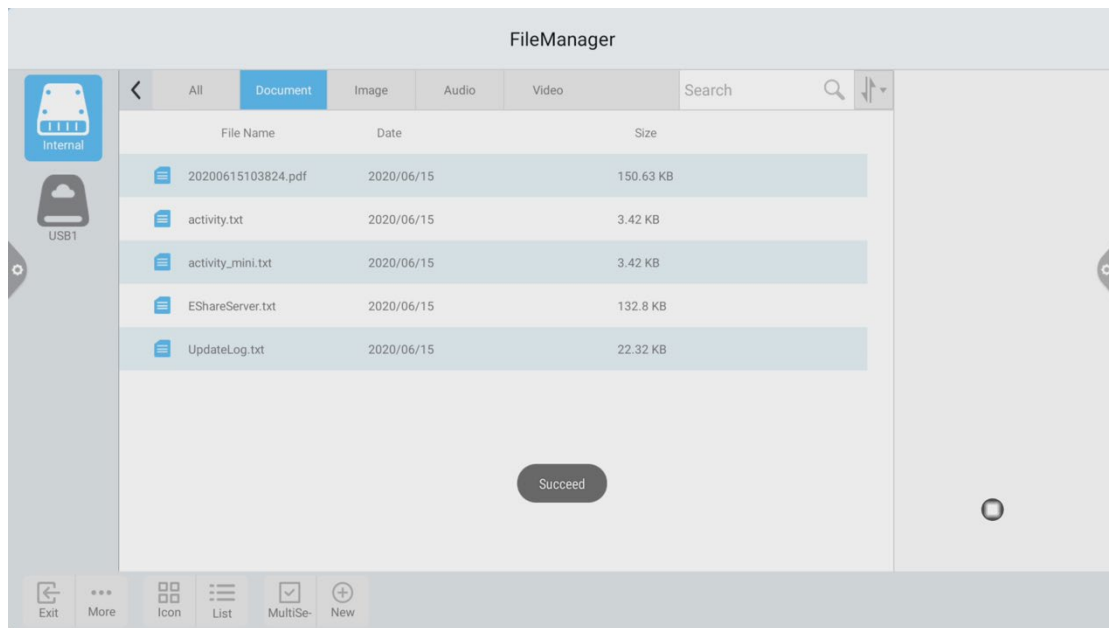 FileManager
All Document Image Audio Video Search
Internal
File Name Date Size
20200615103824.pdf 2020/06/15 150.63 KB
USB1
activity.txt 2020/06/15 3.42 KB
activity_mini.txt 2020/06/15 3.42 KB
EShareServer.txt 2020/06/15 132.8 KB
UpdateLog.txt 2020/06/15 22.32 KB
Succeed
Exit More Icon List MultiSe- New